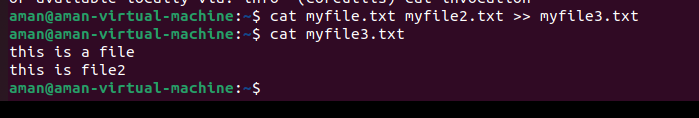 or available locally via: info '(coreutils) cat invocation'
aman@aman-virtual-machine:~$ cat myfile.txt myfile2.txt >> myfile3.txt
aman@aman-virtual-machine:~$ cat myfile3.txt
this is a file
this is file2
aman@aman-virtual-machine:~$